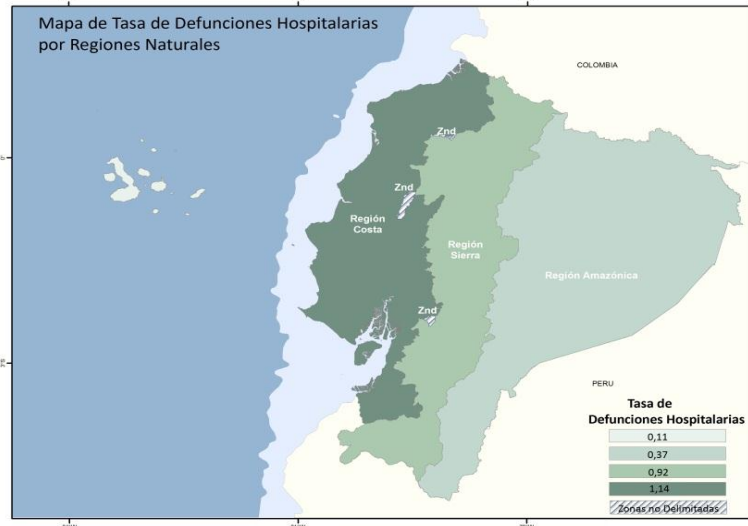 Mapa de Tasa de Defunciones Hospitalarias
por Regiones Naturales
COLOMBIA
Znd
Znd
Región
Costa
Región
Sierra
Región Amazónica
Znd
PERU
Tasa de
Defunciones Hospitalarias
0,11
0,37
0,92
1,14
Zonas no Delimitadas